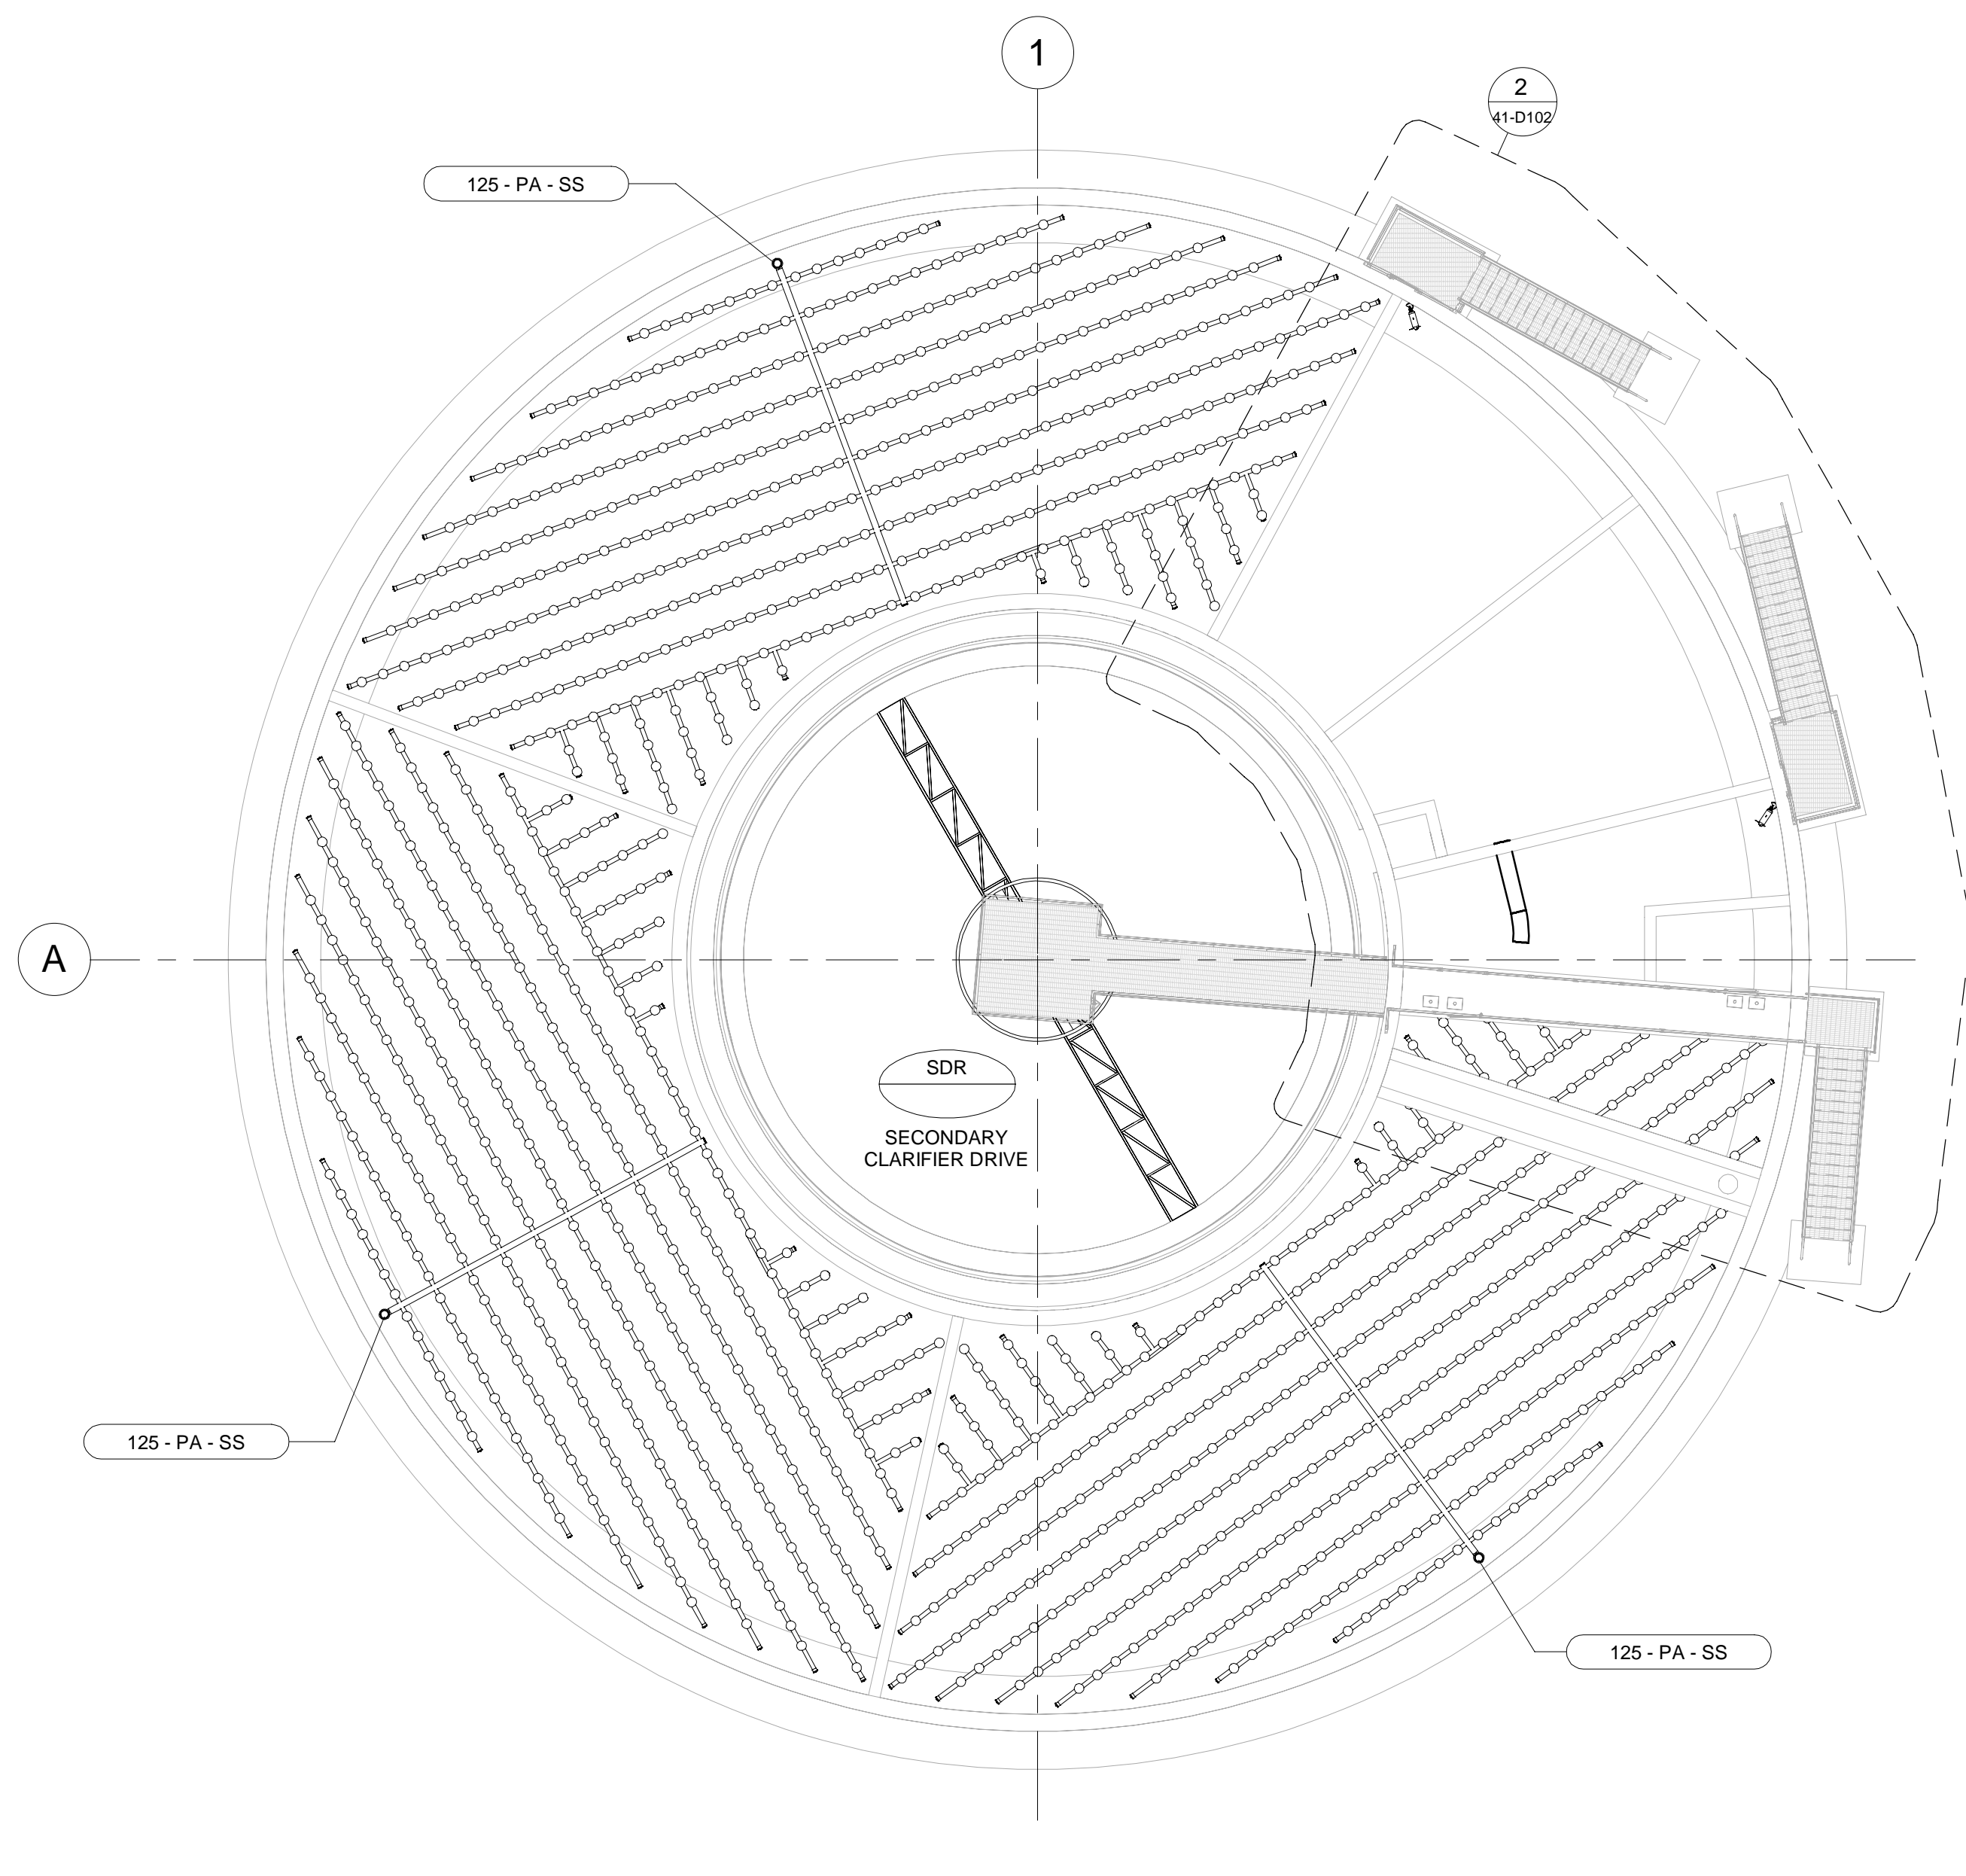 1
2
41-D102
125 - PA - SS
A
SDR
SECONDARY
CLARIFIER DRIVE
125 - PA - SS
125 - PA - SS